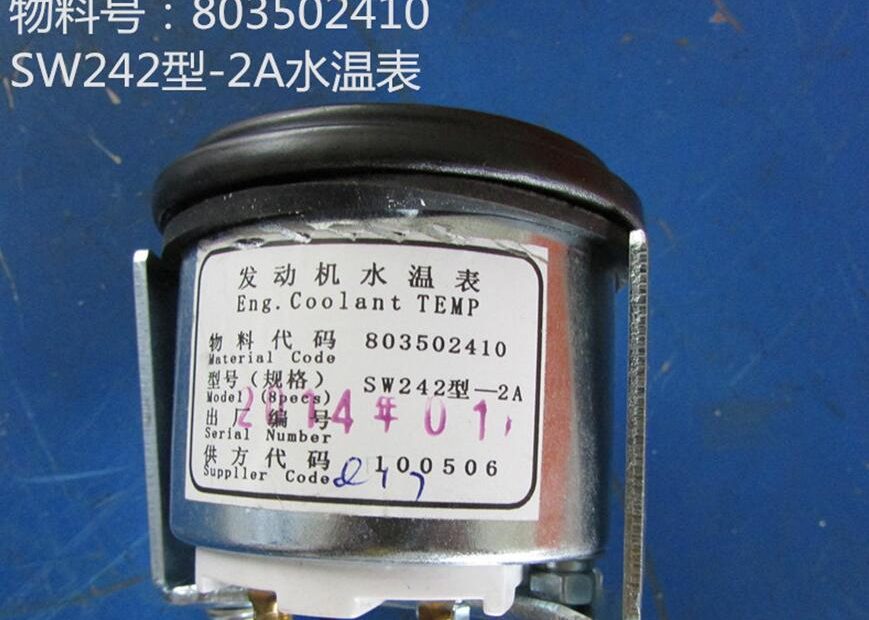 物料号：803502410
SW242型-2A水温表
发动机水温表
Eng.Coolant TEMP
物料代码 803502410
Material Code
型号（规格） SW242型—2A
Model (Specs)
2014年01
出厂编号
Serial Number
供方代码 100506
Suppller Code